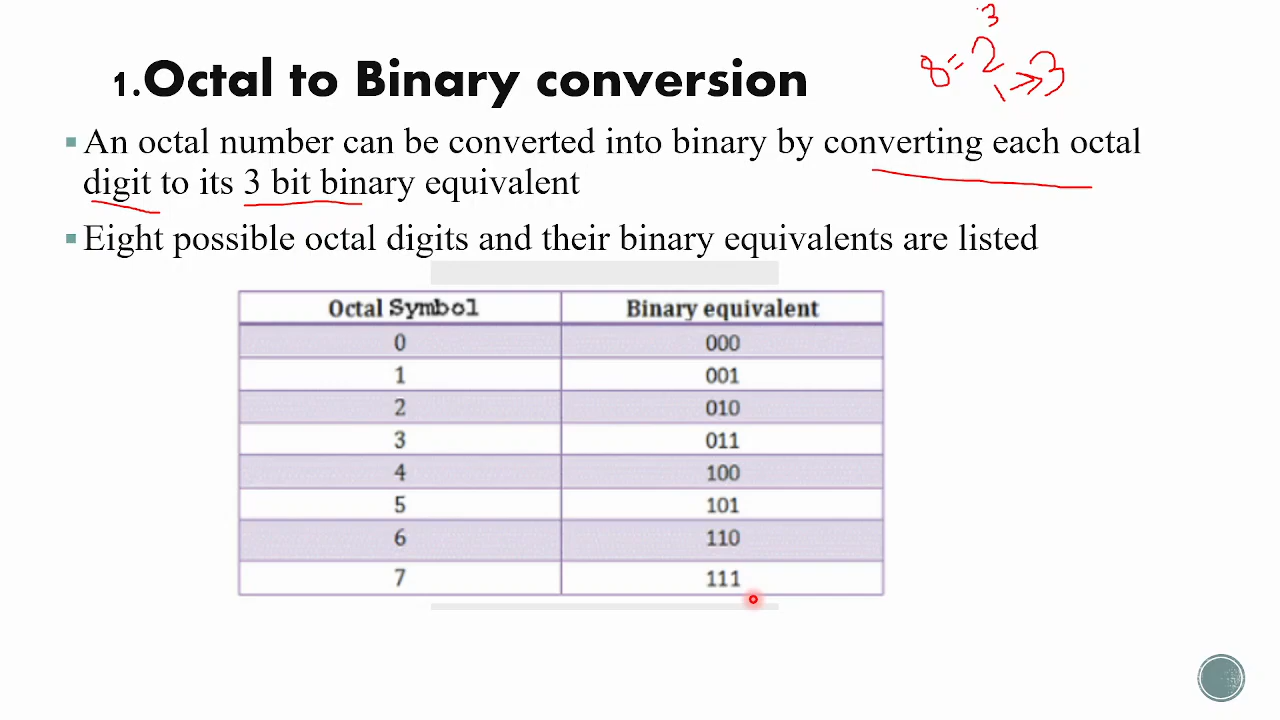 3
8=2
1->3
1.Octal to Binary conversion
An octal number can be converted into binary by converting each octal
digit to its 3 bit binary equivalent
Eight possible octal digits and their binary equivalents are listed
Octal Symbol Binary equivalent
0 000
1 001
2 010
3 011
4 100
5 101
6 110
7 111